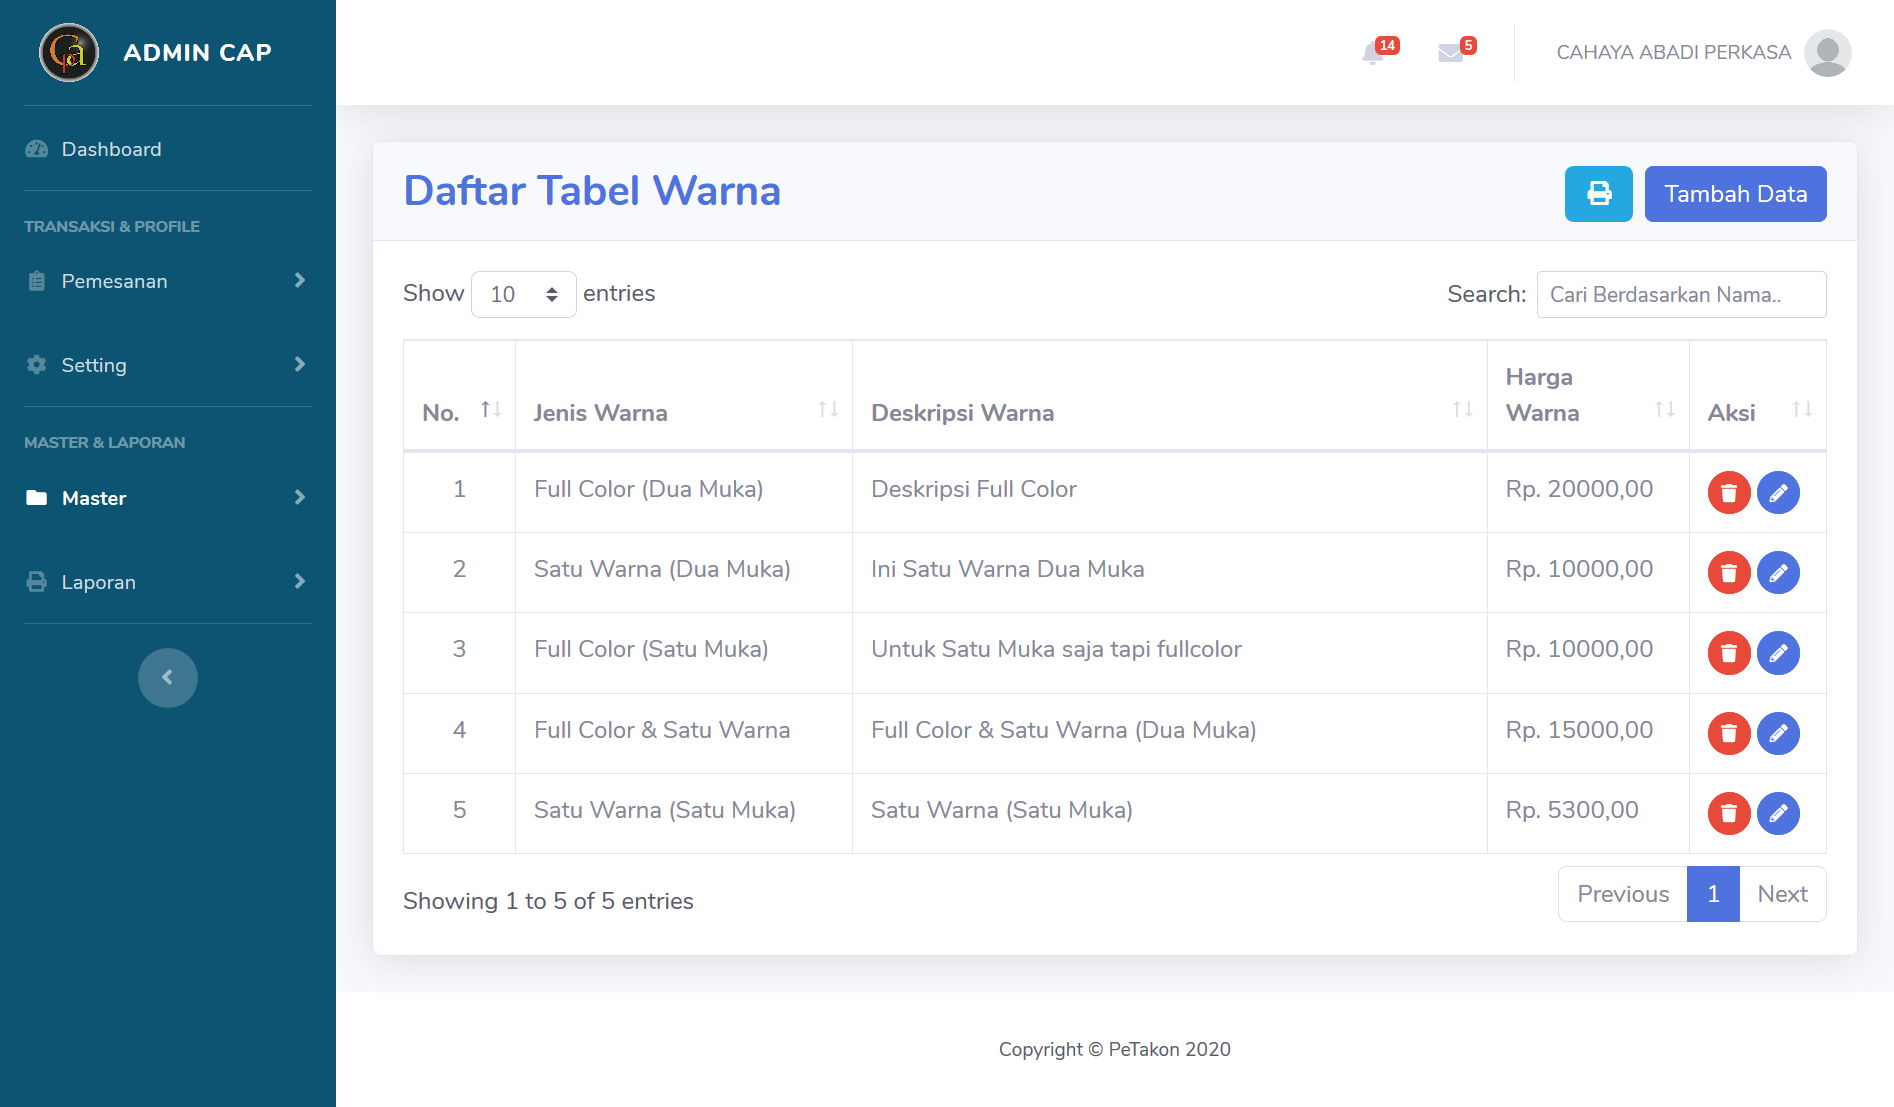 Cpa
ADMIN CAP
14
5
CAHAYA ABADI PERKASA
Dashboard
TRANSAKSI & PROFILE
Pemesanan
Setting
MASTER & LAPORAN
Master
Laporan
Daftar Tabel Warna
Tambah Data
Show 10 entries
Search: Cari Berdasarkan Nama..
No. Jenis Warna Deskripsi Warna Harga Warna Aksi
1 Full Color (Dua Muka) Deskripsi Full Color Rp. 20000,00
2 Satu Warna (Dua Muka) Ini Satu Warna Dua Muka Rp. 10000,00
3 Full Color (Satu Muka) Untuk Satu Muka saja tapi fullcolor Rp. 10000,00
4 Full Color & Satu Warna Full Color & Satu Warna (Dua Muka) Rp. 15000,00
5 Satu Warna (Satu Muka) Satu Warna (Satu Muka) Rp. 5300,00
Showing 1 to 5 of 5 entries
Previous 1 Next
Copyright © PeTakon 2020